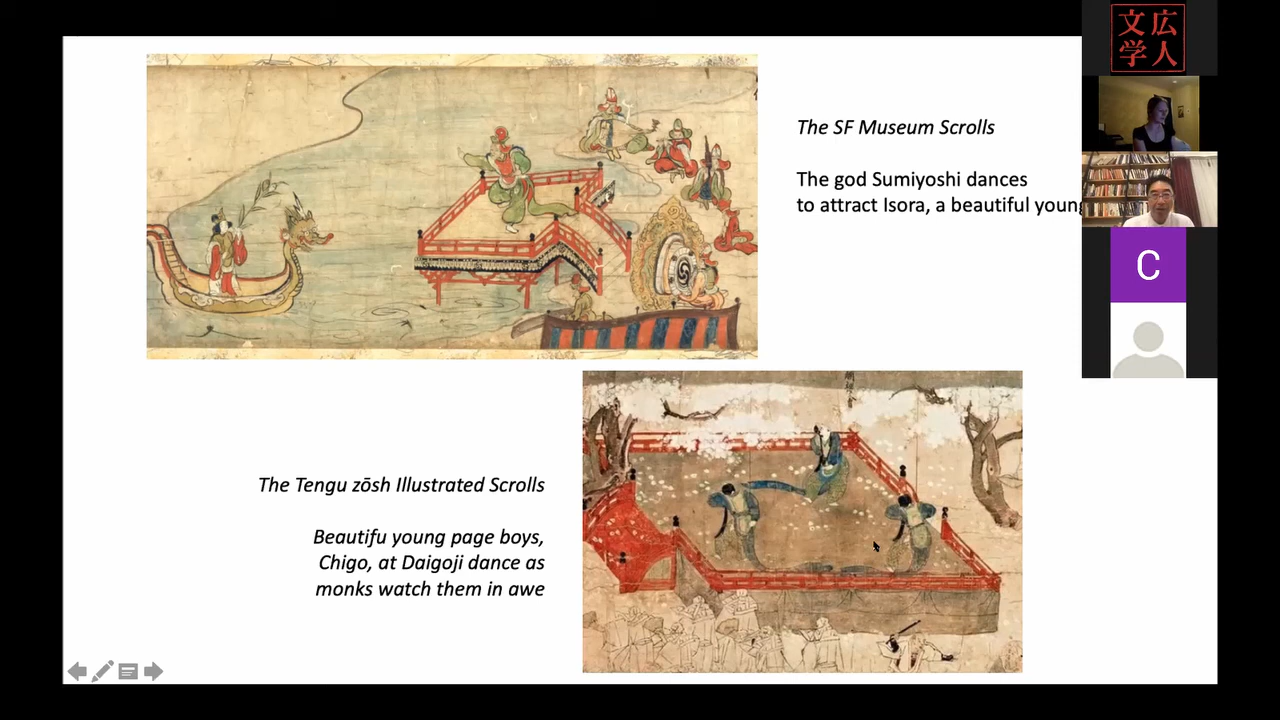 文広
学人
The SF Museum Scrolls
The god Sumiyoshi dances
to attract Isora, a beautiful young
C
The Tengu zōsh Illustrated Scrolls
Beautifu young page boys,
Chigo, at Daigoji dance as
monks watch them in awe